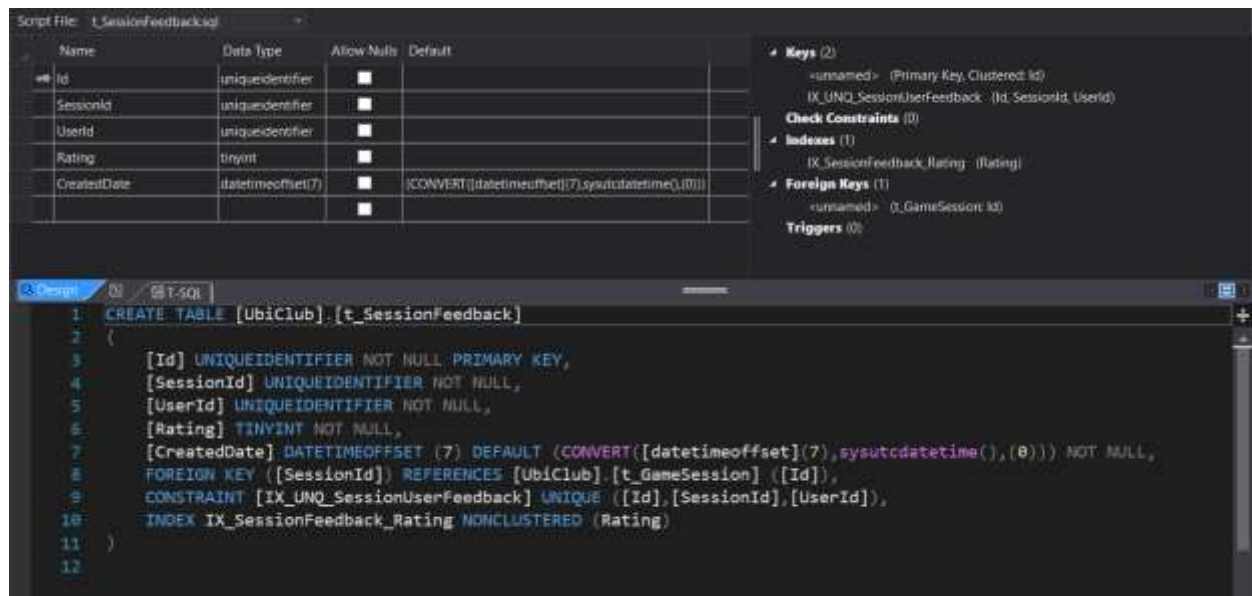 Script File: t_SessionFeedback.sql
Name Data Type Allow Nulls Default
Id uniqueidentifier
SessionId uniqueidentifier
UserId uniqueidentifier
Rating tinyint
CreatedDate datetimeoffset(7) (CONVERT([datetimeoffset](7),sysutcdatetime(),(0)))
Keys (2)
<unnamed> (Primary Key, Clustered: Id)
IX_UNQ_SessionUserFeedback (Id, SessionId, UserId)
Check Constraints (0)
Indexes (1)
IX_SessionFeedback_Rating (Rating)
Foreign Keys (1)
<unnamed> (t_GameSession: Id)
Triggers (0)
Design T-SQL
1 CREATE TABLE [UbiClub].[t_SessionFeedback]
2 (
3 [Id] UNIQUEIDENTIFIER NOT NULL PRIMARY KEY,
4 [SessionId] UNIQUEIDENTIFIER NOT NULL,
5 [UserId] UNIQUEIDENTIFIER NOT NULL,
6 [Rating] TINYINT NOT NULL,
7 [CreatedDate] DATETIMEOFFSET (7) DEFAULT (CONVERT([datetimeoffset](7),sysutcdatetime(),(0))) NOT NULL,
8 FOREIGN KEY ([SessionId]) REFERENCES [UbiClub].[t_GameSession] ([Id]),
9 CONSTRAINT [IX_UNQ_SessionUserFeedback] UNIQUE ([Id],[SessionId],[UserId]),
10 INDEX IX_SessionFeedback_Rating NONCLUSTERED (Rating)
11 )
12